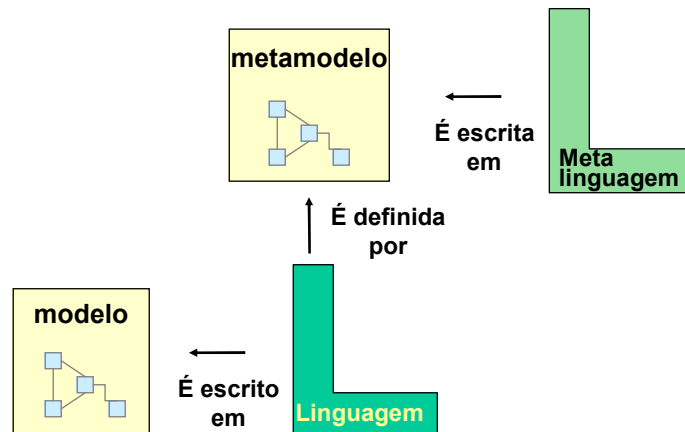 metamodelo
É escrita
em
Meta
linguagem
É definida
por
modelo
É escrito
em
Linguagem